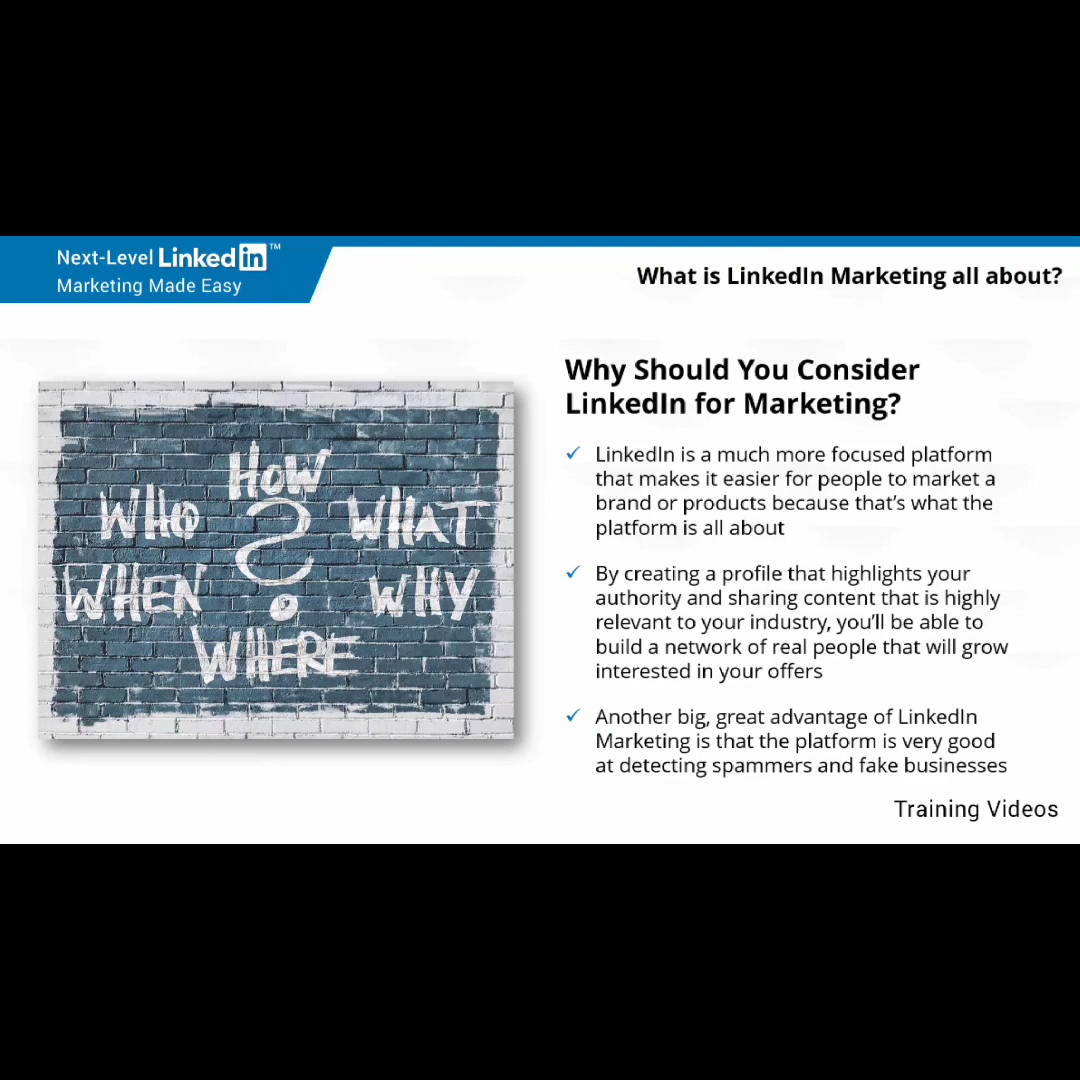 Next-Level Linked in™
Marketing Made Easy
What is LinkedIn Marketing all about?
Why Should You Consider
LinkedIn for Marketing?
✓ LinkedIn is a much more focused platform
that makes it easier for people to market a
brand or products because that's what the
platform is all about
✓ By creating a profile that highlights your
authority and sharing content that is highly
relevant to your industry, you'll be able to
build a network of real people that will grow
interested in your offers
✓ Another big, great advantage of LinkedIn
Marketing is that the platform is very good
at detecting spammers and fake businesses
HOW
WHO ? WHAT
WHEN WHY
WHERE
Training Videos